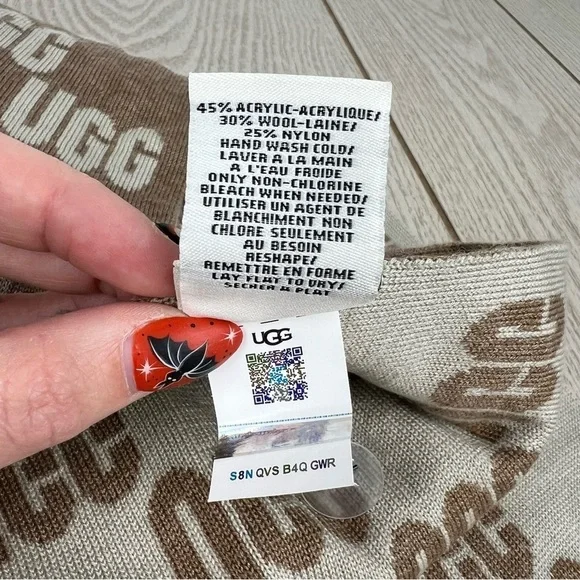 UGG
45% ACRYLIC-ACRYLIQUE/
30% WOOL-LAINE/
25% NYLON
HAND WASH COLD/
LAVER A LA MAIN
A L'EAU FROIDE
ONLY NON-CHLORINE
BLEACH WHEN NEEDED/
UTILISER UN AGENT DE
BLANCHIMENT NON
CHLORE SEULEMENT
AU BESOIN
RESHAPE/
REMETTRE EN FORME
LAY FLAT TO DRY/
SECHER A PLAT
UGG
S8N QVS B4Q GWR